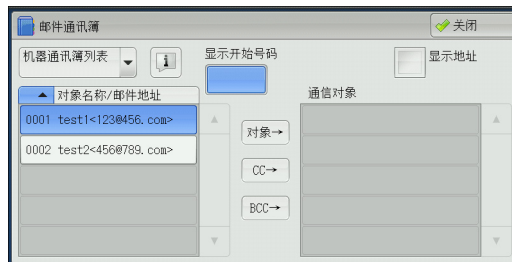 邮件通讯簿
关闭
机器通讯簿列表
显示开始号码
显示地址
对象名称/邮件地址
通信对象
0001 test1<123@456.com>
0002 test2<456@789.com>
对象→
CC→
BCC→